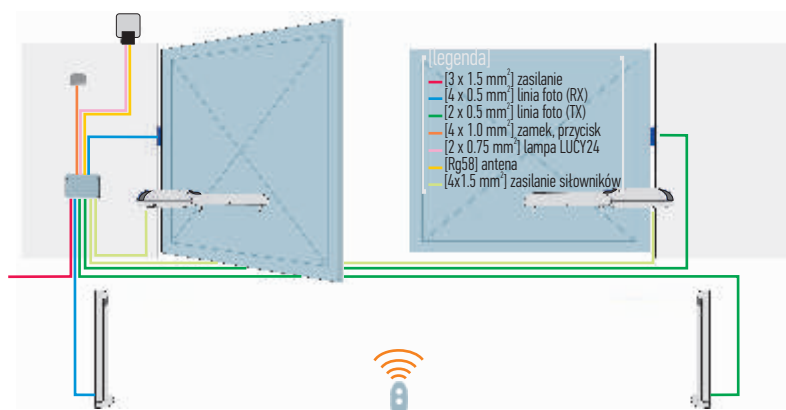 [legenda]
[3 x 1.5 mm²] zasilanie
[4 x 0.5 mm²] linia foto (RX)
[2 x 0.5 mm²] linia foto (TX)
[4 x 1.0 mm²] zamek, przycisk
[2 x 0.75 mm²] lampa LUCY24
[Rg58] antena
[4x1.5 mm²] zasilanie siłowników